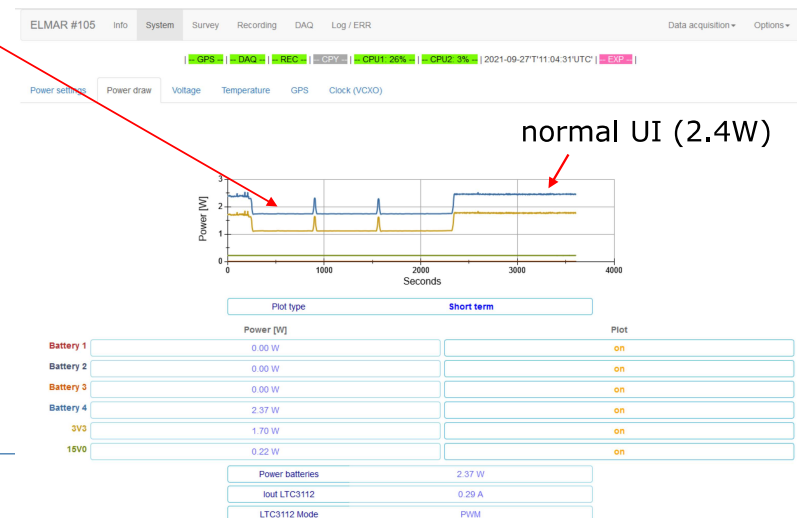 ELMAR #105 Info System Survey Recording DAQ Log / ERR Data acquisition Options
| -- GPS -- | -- DAQ -- | -- REC -- | -- CPY -- | -- CPU1: 26% -- | -- CPU2: 3% -- | 2021-09-27'T'11:04:31'UTC' | -- EXP -- |
Power settings Power draw Voltage Temperature GPS Clock (VCXO)
normal UI (2.4W)
Power [W]
3
2
1
0
0 1000 2000 3000 4000
Seconds
Plot type Short term
Power [W] Plot
Battery 1 0.00 W on
Battery 2 0.00 W on
Battery 3 0.00 W on
Battery 4 2.37 W on
3V3 1.70 W on
15V0 0.22 W on
Power batteries 2.37 W
Iout LTC3112 0.29 A
LTC3112 Mode PWM